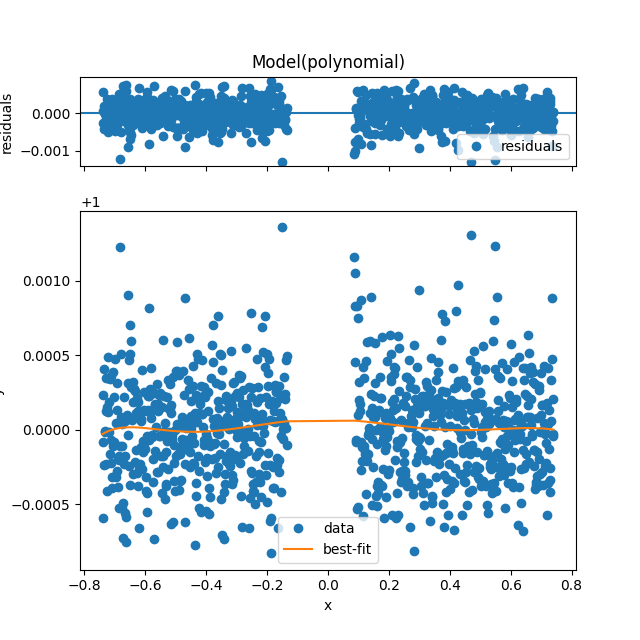 Model(polynomial)
residuals
0.000
−0.001
residuals
+1
0.0010
0.0005
0.0000
−0.0005
data
best-fit
−0.8 −0.6 −0.4 −0.2 0.0 0.2 0.4 0.6 0.8
x